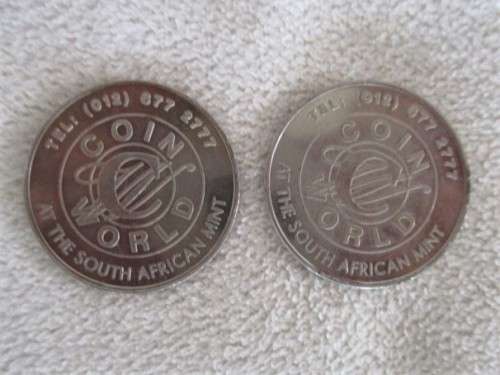 TEL: (012) 677 2777
COIN
WORLD
AT THE SOUTH AFRICAN MINT
TEL: (012) 677 2777
COIN
WORLD
AT THE SOUTH AFRICAN MINT